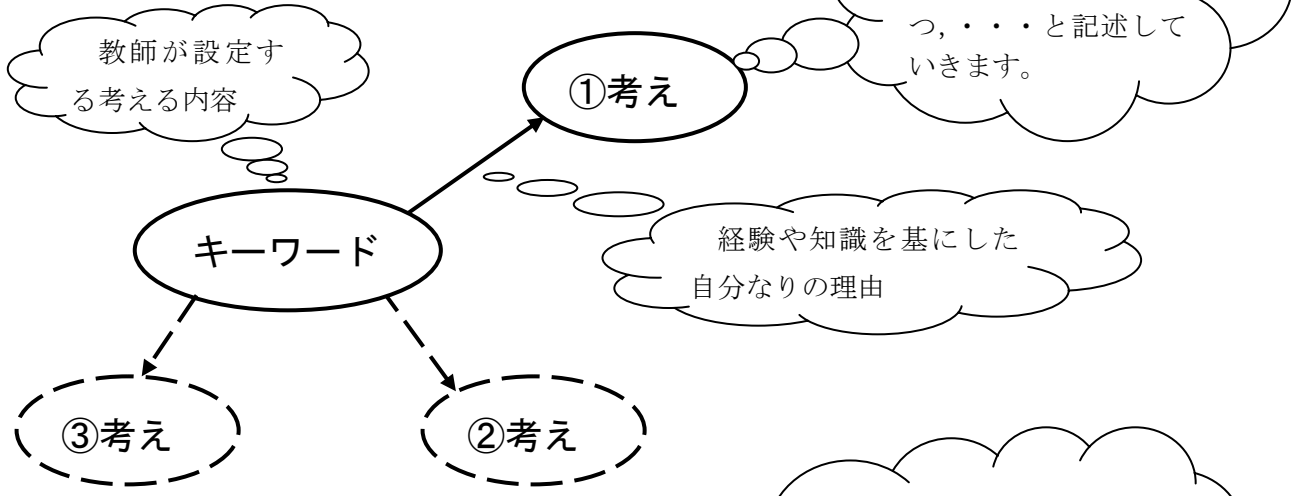 教師が設定す
る考える内容
つ,・・・と記述して
いきます。
①考え
キーワード
経験や知識を基にした
自分なりの理由
③考え
②考え